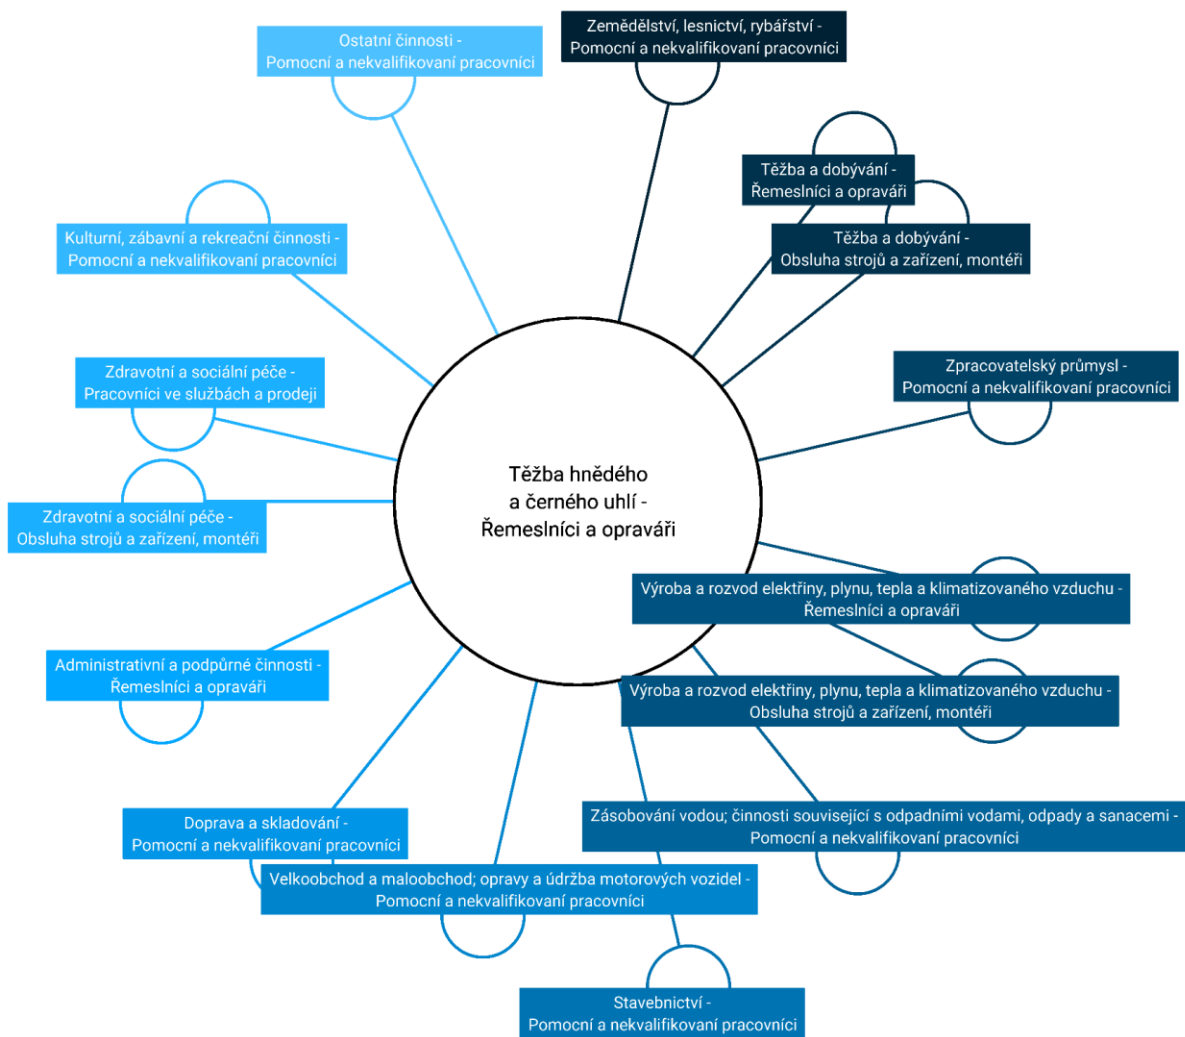 Ostatní činnosti -
Pomocní a nekvalifikovaní pracovníci
Zemědělství, lesnictví, rybářství -
Pomocní a nekvalifikovaní pracovníci
Těžba a dobývání -
Řemeslníci a opraváři
Těžba a dobývání -
Obsluha strojů a zařízení, montéři
Kulturní, zábavní a rekreační činnosti -
Pomocní a nekvalifikovaní pracovníci
Zdravotní a sociální péče -
Pracovníci ve službách a prodeji
Zpracovatelský průmysl -
Pomocní a nekvalifikovaní pracovníci
Těžba hnědého
a černého uhlí -
Řemeslníci a opraváři
Zdravotní a sociální péče -
Obsluha strojů a zařízení, montéři
Výroba a rozvod elektřiny, plynu, tepla a klimatizovaného vzduchu -
Řemeslníci a opraváři
Administrativní a podpůrné činnosti -
Řemeslníci a opraváři
Výroba a rozvod elektřiny, plynu, tepla a klimatizovaného vzduchu -
Obsluha strojů a zařízení, montéři
Doprava a skladování -
Pomocní a nekvalifikovaní pracovníci
Zásobování vodou; činnosti související s odpadními vodami, odpady a sanacemi -
Pomocní a nekvalifikovaní pracovníci
Velkoobchod a maloobchod; opravy a údržba motorových vozidel -
Pomocní a nekvalifikovaní pracovníci
Stavebnictví -
Pomocní a nekvalifikovaní pracovníci